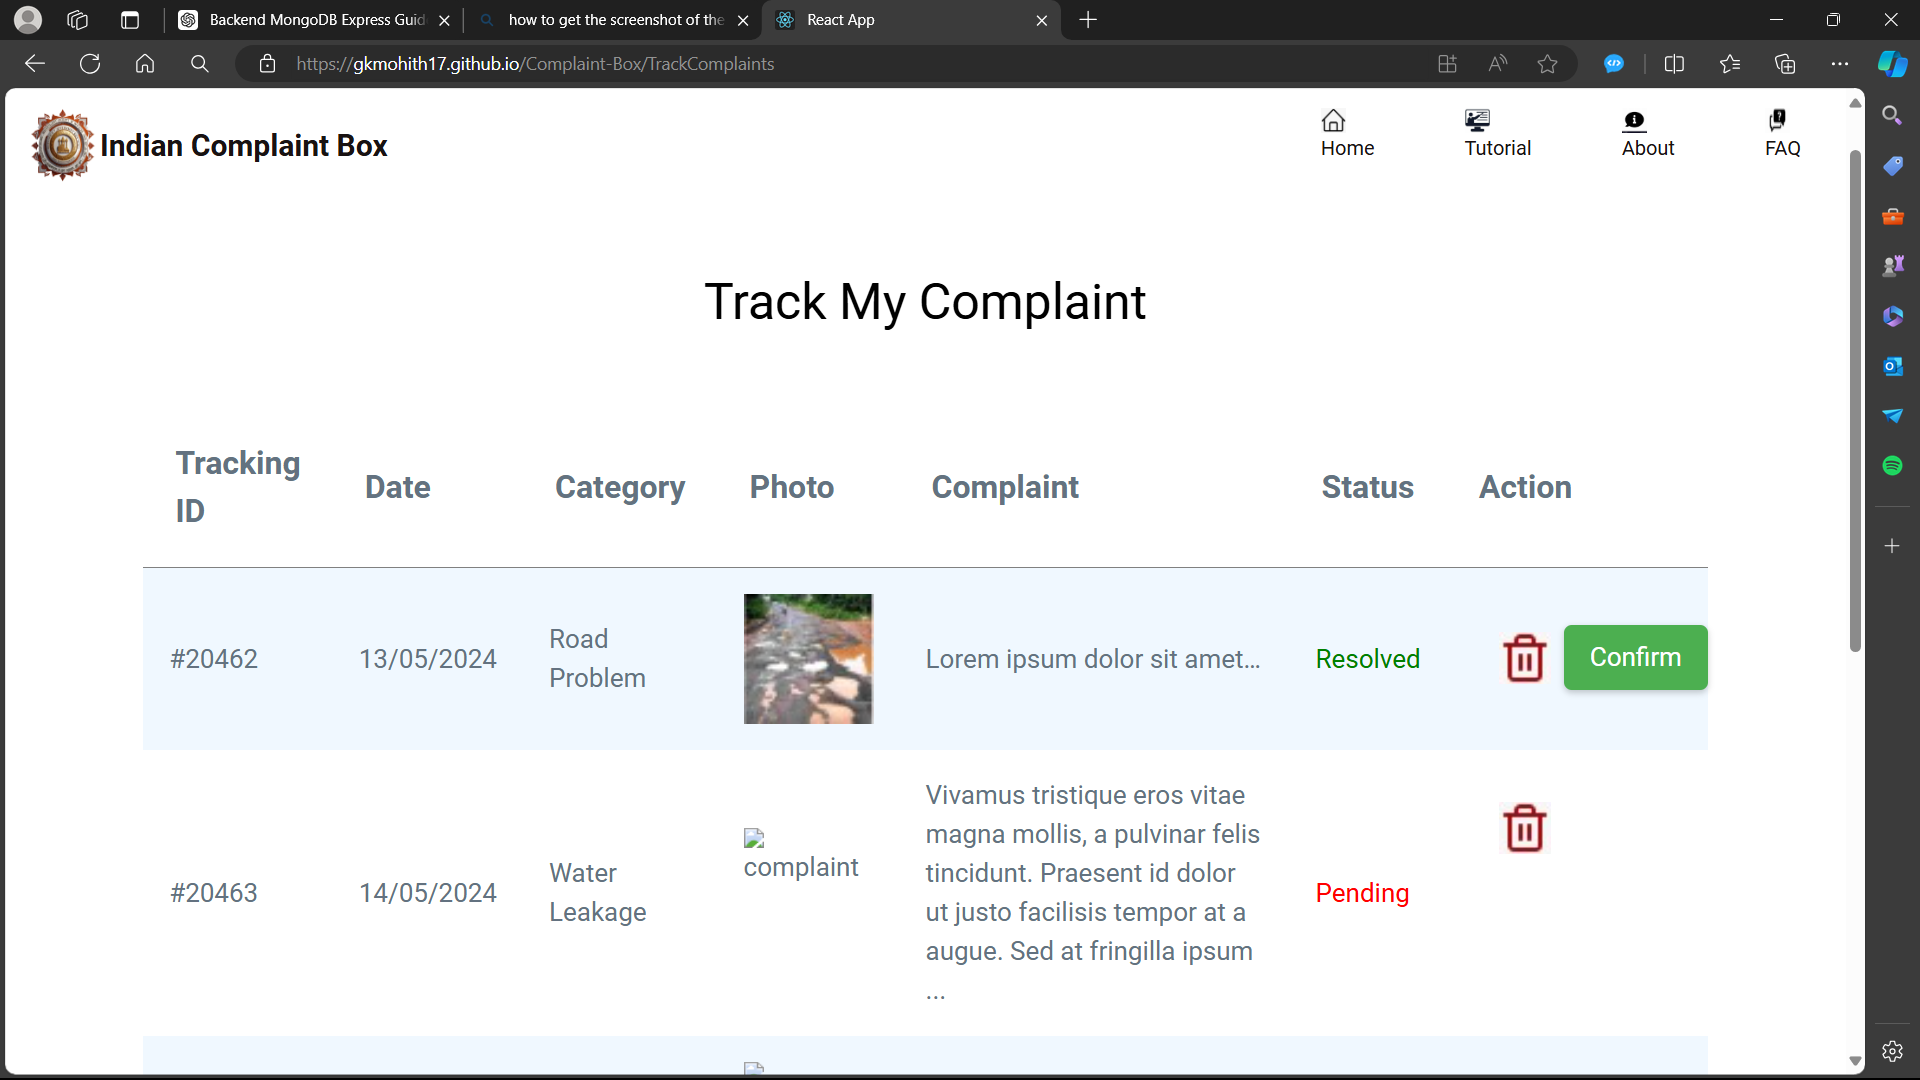 Backend MongoDB Express Guid
how to get the screenshot of the
React App
https://gkmohith17.github.io/Complaint-Box/TrackComplaints
Indian Complaint Box
Home
Tutorial
About
FAQ
Track My Complaint
Tracking
ID
Date
Category
Photo
Complaint
Status
Action
#20462
13/05/2024
Road
Problem
Lorem ipsum dolor sit amet...
Resolved
Confirm
#20463
14/05/2024
Water
Leakage
complaint
Vivamus tristique eros vitae
magna mollis, a pulvinar felis
tincidunt. Praesent id dolor
ut justo facilisis tempor at a
augue. Sed at fringilla ipsum
...
Pending